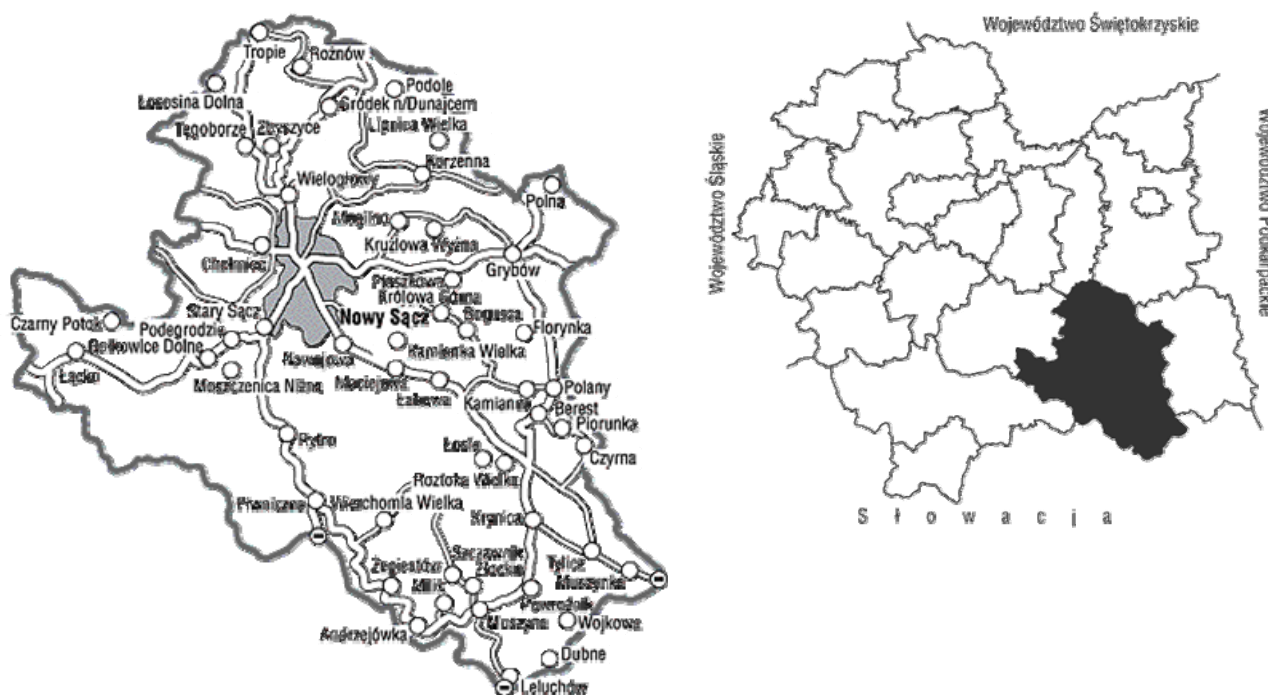 Tropie
Rożnów
Podole
Łososina Dolna
Gródek n/Dunajcem
Tęgoborze
Zbyszyce
Lipnica Wielka
Korzenna
Wielogłowy
Polna
Mogilno
Krużlowa Wyżna
Chełmiec
Grybów
Ptaszkowa
Królowa Górna
Stary Sącz
Nowy Sącz
Bogusza
Czarny Potok
Podegrodzie
Florynka
Gołkowice Dolne
Nawojowa
Kamionka Wielka
Łącko
Moszczenica Niżna
Maciejowa
Łabowa
Kamianna
Polany
Berest
Piorunka
Rytro
Łosie
Czyrna
Roztoka Wielka
Piwniczna
Wierchomla Wielka
Krynica
Szczawnik
Żegiestów
Złockie
Tylicz
Milik
Muszynka
Powroźnik
Andrzejówka
Muszyna
Wojkowa
Dubne
Leluchów
Województwo Świętokrzyskie
Województwo Śląskie
Województwo Podkarpackie
Słowacja